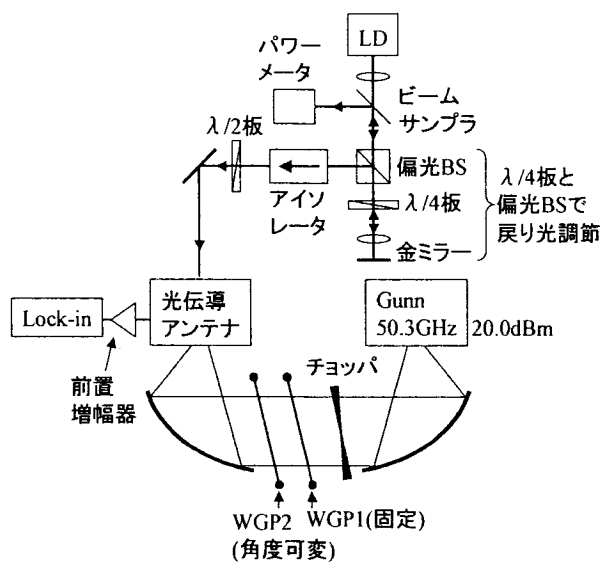 LD
パワー
メータ
ビーム
サンプラ
λ/2板
偏光BS
アイソ
レータ
λ/4板
金ミラー
λ/4板と
偏光BSで
戻り光調節
Lock-in
光伝導
アンテナ
Gunn
50.3GHz
20.0dBm
前置
増幅器
チョッパ
WGP2
(角度可変)
WGP1(固定)